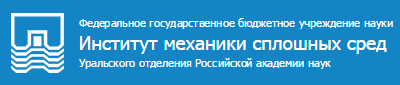 Федеральное государственное бюджетное учреждение науки
Институт механики сплошных сред
Уральского отделения Российской академии наук